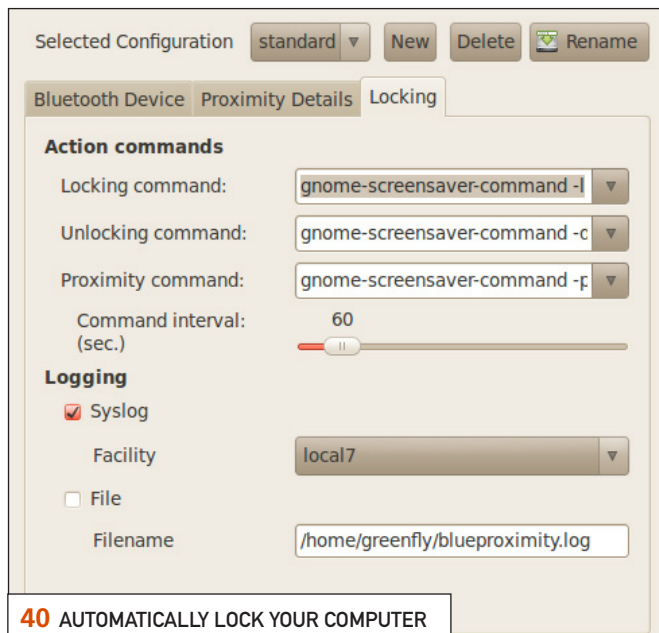 Selected Configuration standard New Delete Rename
Bluetooth Device Proximity Details Locking
Action commands
Locking command: gnome-screensaver-command -l
Unlocking command: gnome-screensaver-command -d
Proximity command: gnome-screensaver-command -p
Command interval: 60
(sec.)
Logging
Syslog
Facility local7
File
Filename /home/greenfly/blueproximity.log
40 AUTOMATICALLY LOCK YOUR COMPUTER